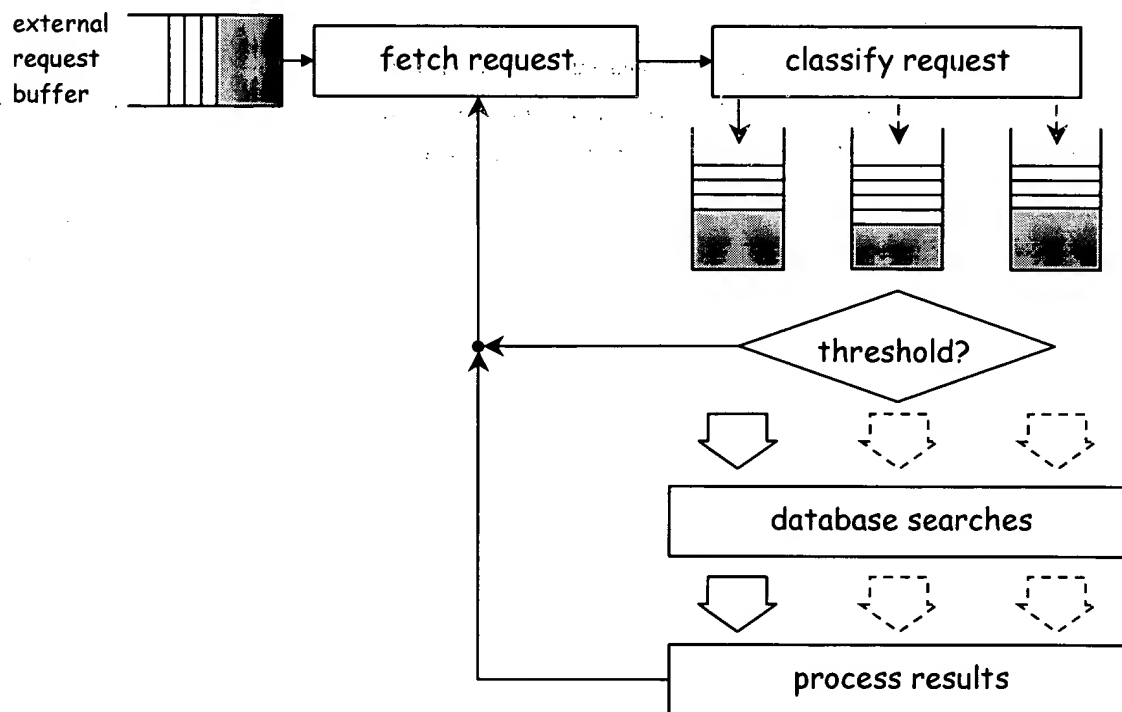 external
request
buffer
fetch request
classify request
threshold?
database searches
process results